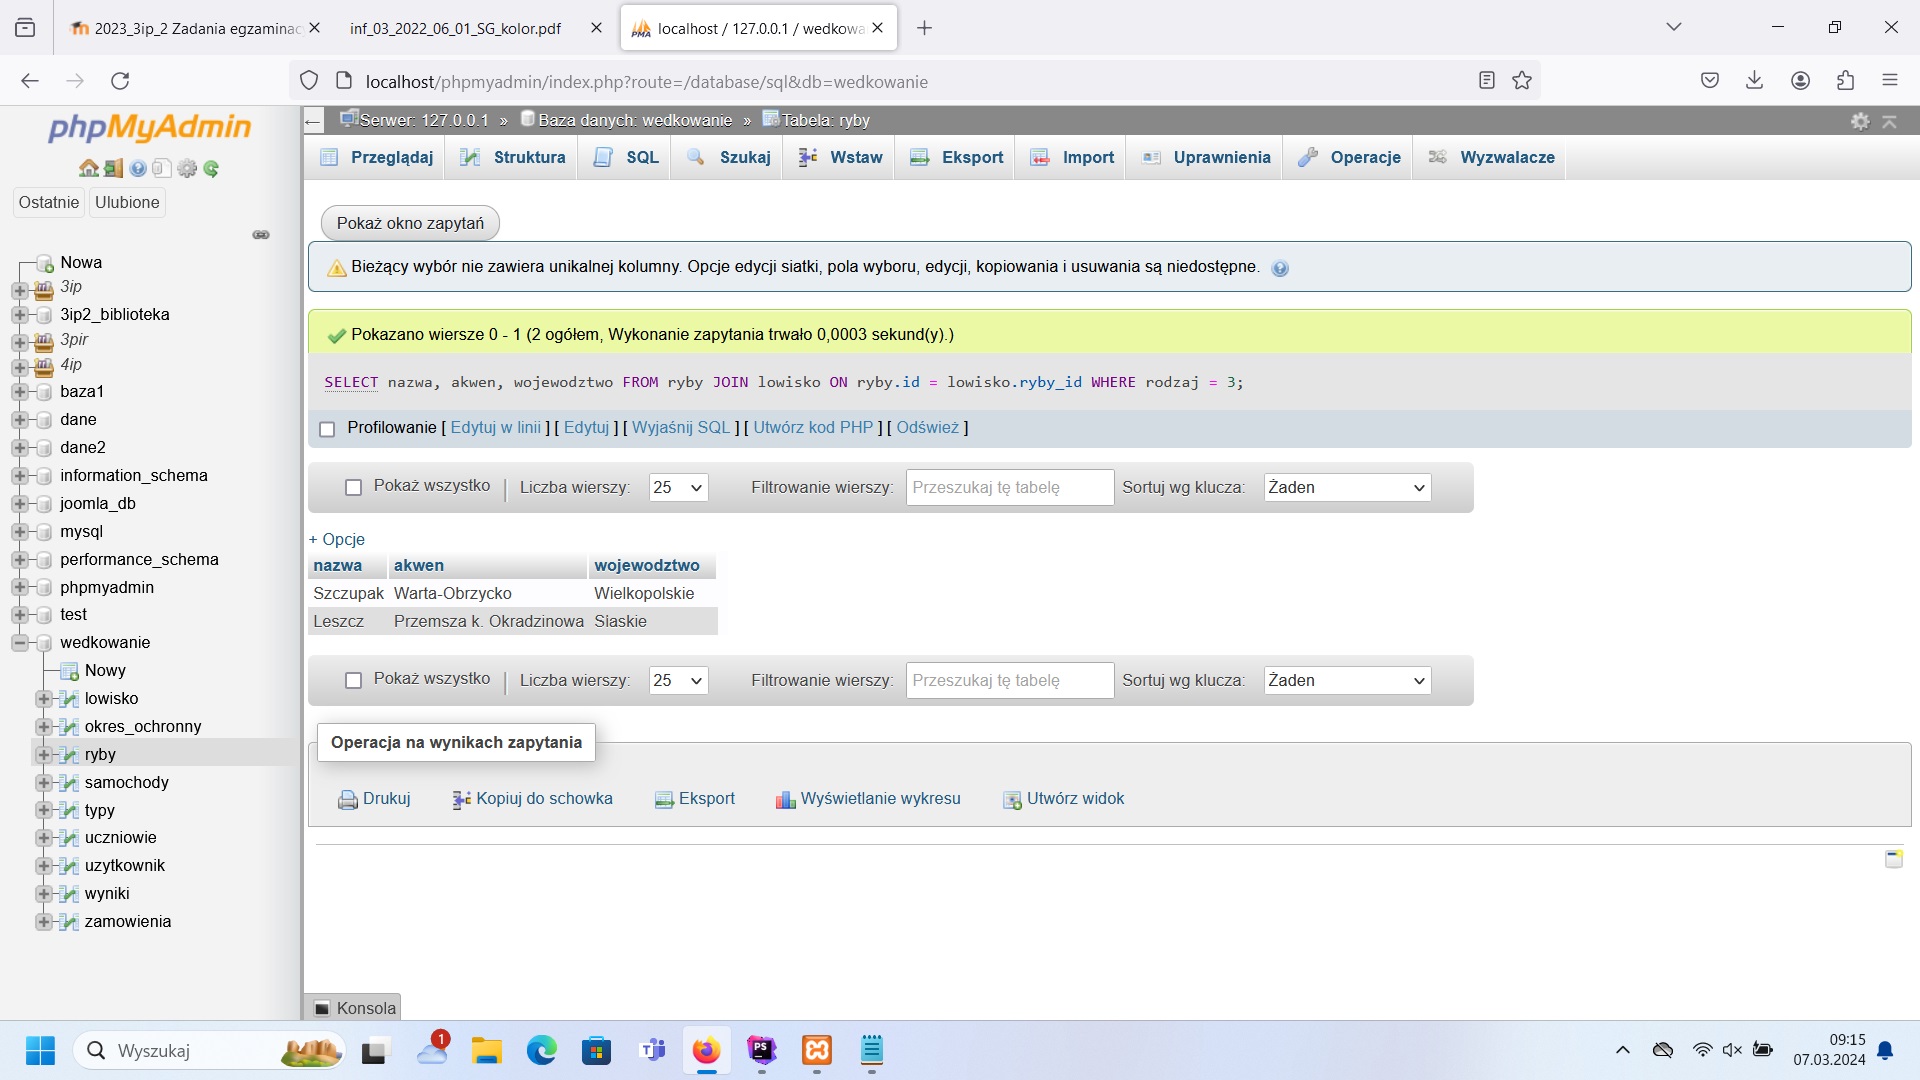 2023_3ip_2 Zadania egzaminac
inf_03_2022_06_01_SG_kolor.pdf
localhost / 127.0.0.1 / wedkowa
localhost/phpmyadmin/index.php?route=/database/sql&db=wedkowanie
phpMyAdmin
Ostatnie
Ulubione
Nowa
3ip
3ip2_biblioteka
3pir
4ip
baza1
dane
dane2
information_schema
joomla_db
mysql
performance_schema
phpmyadmin
test
wedkowanie
Nowy
lowisko
okres_ochronny
ryby
samochody
typy
uczniowie
uzytkownik
wyniki
zamowienia
Serwer: 127.0.0.1 » Baza danych: wedkowanie » Tabela: ryby
Przeglądaj Struktura SQL Szukaj Wstaw Eksport Import Uprawnienia Operacje Wyzwalacze
Pokaż okno zapytań
Bieżący wybór nie zawiera unikalnej kolumny. Opcje edycji siatki, pola wyboru, edycji, kopiowania i usuwania są niedostępne.
Pokazano wiersze 0 - 1 (2 ogółem, Wykonanie zapytania trwało 0,0003 sekund(y).)
SELECT nazwa, akwen, wojewodztwo FROM ryby JOIN lowisko ON ryby.id = lowisko.ryby_id WHERE rodzaj = 3;
Profilowanie [ Edytuj w linii ] [ Edytuj ] [ Wyjaśnij SQL ] [ Utwórz kod PHP ] [ Odśwież ]
Pokaż wszystko | Liczba wierszy: 25 Filtrowanie wierszy: Przeszukaj tę tabelę Sortuj wg klucza: Żaden
+ Opcje
nazwa akwen wojewodztwo
Szczupak Warta-Obrzycko Wielkopolskie
Leszcz Przemsza k. Okradzinowa Slaskie
Pokaż wszystko | Liczba wierszy: 25 Filtrowanie wierszy: Przeszukaj tę tabelę Sortuj wg klucza: Żaden
Operacja na wynikach zapytania
Drukuj Kopiuj do schowka Eksport Wyświetlanie wykresu Utwórz widok
Konsola
Wyszukaj
1
09:15
07.03.2024